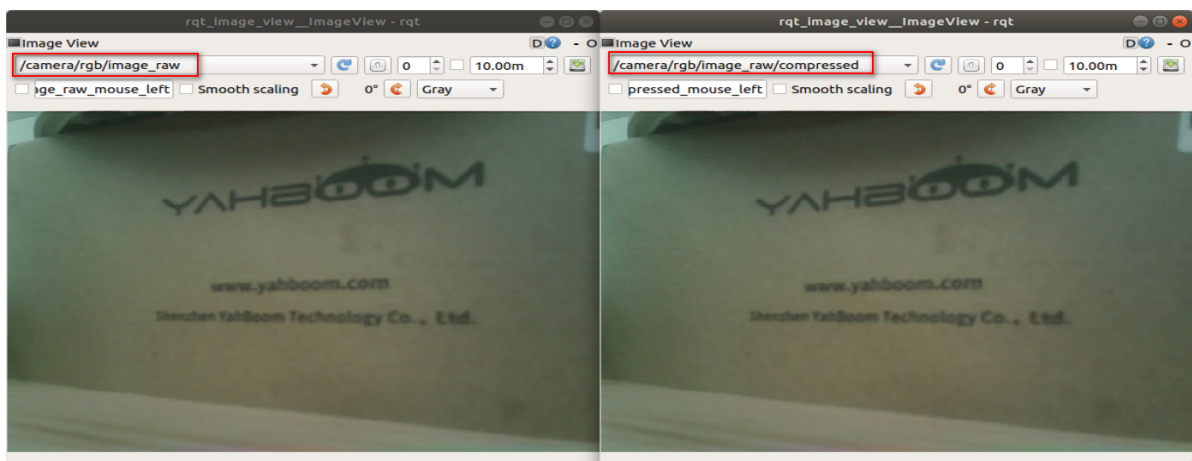 rqt_image_view__ImageView - rqt
Image View
D - O
/camera/rgb/image_raw
0
10.00m
age_raw_mouse_left
Smooth scaling
0°
Gray
YAHBOOM
www.yahboom.com
Shenzhen YahBoom Technology Co., Ltd.
rqt_image_view__ImageView - rqt
Image View
D - O
/camera/rgb/image_raw/compressed
0
10.00m
pressed_mouse_left
Smooth scaling
0°
Gray
YAHBOOM
www.yahboom.com
Shenzhen YahBoom Technology Co., Ltd.